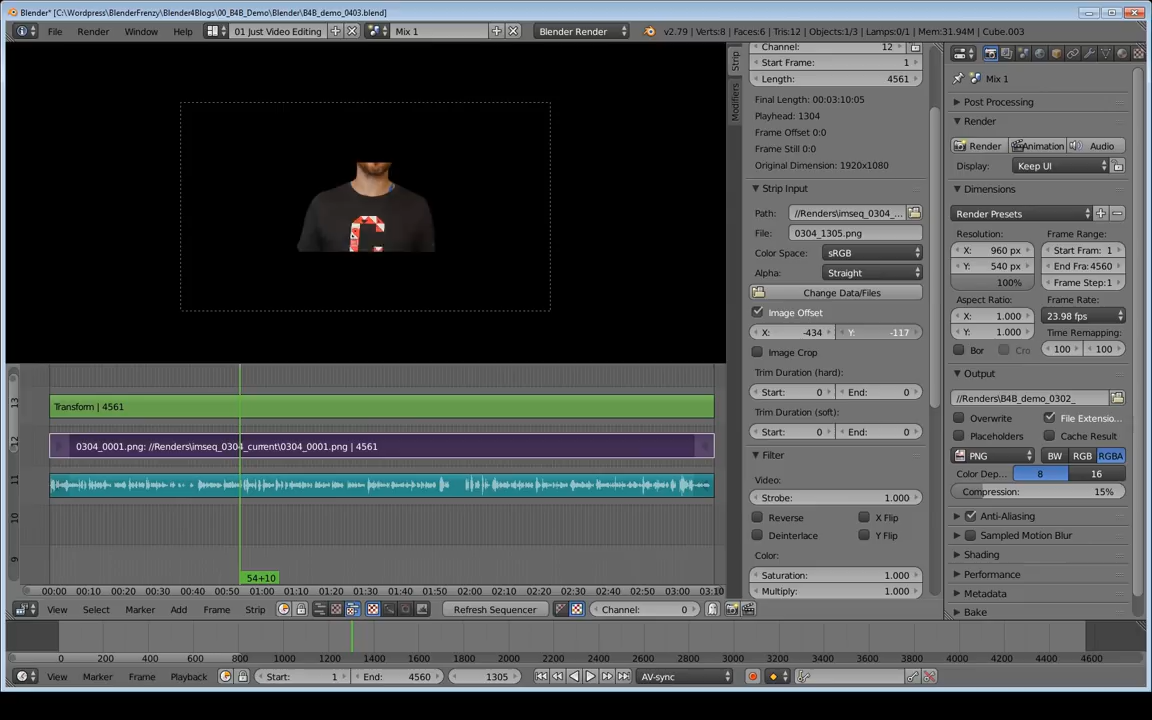 Blender* [C:\Wordpress\BlenderFrenzy\Blender4Blogs\00_B4B_Demo\Blender\B4B_demo_0403.blend]
File Render Window Help 01 Just Video Editing Mix 1 Blender Render v2.79 | Verts:8 | Faces:6 | Tris:12 | Objects:1/3 | Lamps:0/1 | Mem:31.94M | Cube.003
Strip
Modifiers
Channel: 12
Start Frame: 1
Length: 4561
Final Length: 00:03:10:05
Playhead: 1304
Frame Offset 0:0
Frame Still 0:0
Original Dimension: 1920x1080
Strip Input
Path: //Renders\imseq_0304_...
File: 0304_1305.png
Color Space: sRGB
Alpha: Straight
Change Data/Files
Image Offset
X: -434 Y: -117
Image Crop
Trim Duration (hard):
Start: 0 End: 0
Trim Duration (soft):
Start: 0 End: 0
Filter
Video:
Strobe: 1.000
Reverse X Flip
Deinterlace Y Flip
Color:
Saturation: 1.000
Multiply: 1.000
Mix 1
Post Processing
Render
Render Animation Audio
Display: Keep UI
Dimensions
Render Presets
Resolution: Frame Range:
X: 960 px Start Fram: 1
Y: 540 px End Fra:4560
100% Frame Step:1
Aspect Ratio: Frame Rate:
X: 1.000 23.98 fps
Y: 1.000 Time Remapping:
Bor Cro 100 100
Output
//Renders\B4B_demo_0302_
Overwrite File Extensio...
Placeholders Cache Result
PNG BW RGB RGBA
Color Dep... 8 16
Compression: 15%
Anti-Aliasing
Sampled Motion Blur
Shading
Performance
Metadata
Bake
C
13 Transform | 4561
12 0304_0001.png: //Renders\imseq_0304_current\0304_0001.png | 4561
11
10
9
54+10
00:00 00:10 00:20 00:30 00:40 00:50 01:00 01:10 01:20 01:30 01:40 01:50 02:00 02:10 02:20 02:30 02:40 02:50 03:00 03:10
View Select Marker Add Frame Strip Refresh Sequencer Channel: 0
0 200 400 600 800 1000 1200 1400 1600 1800 2000 2200 2400 2600 2800 3000 3200 3400 3600 3800 4000 4200 4400 4600
View Marker Frame Playback Start: 1 End: 4560 1305 AV-sync